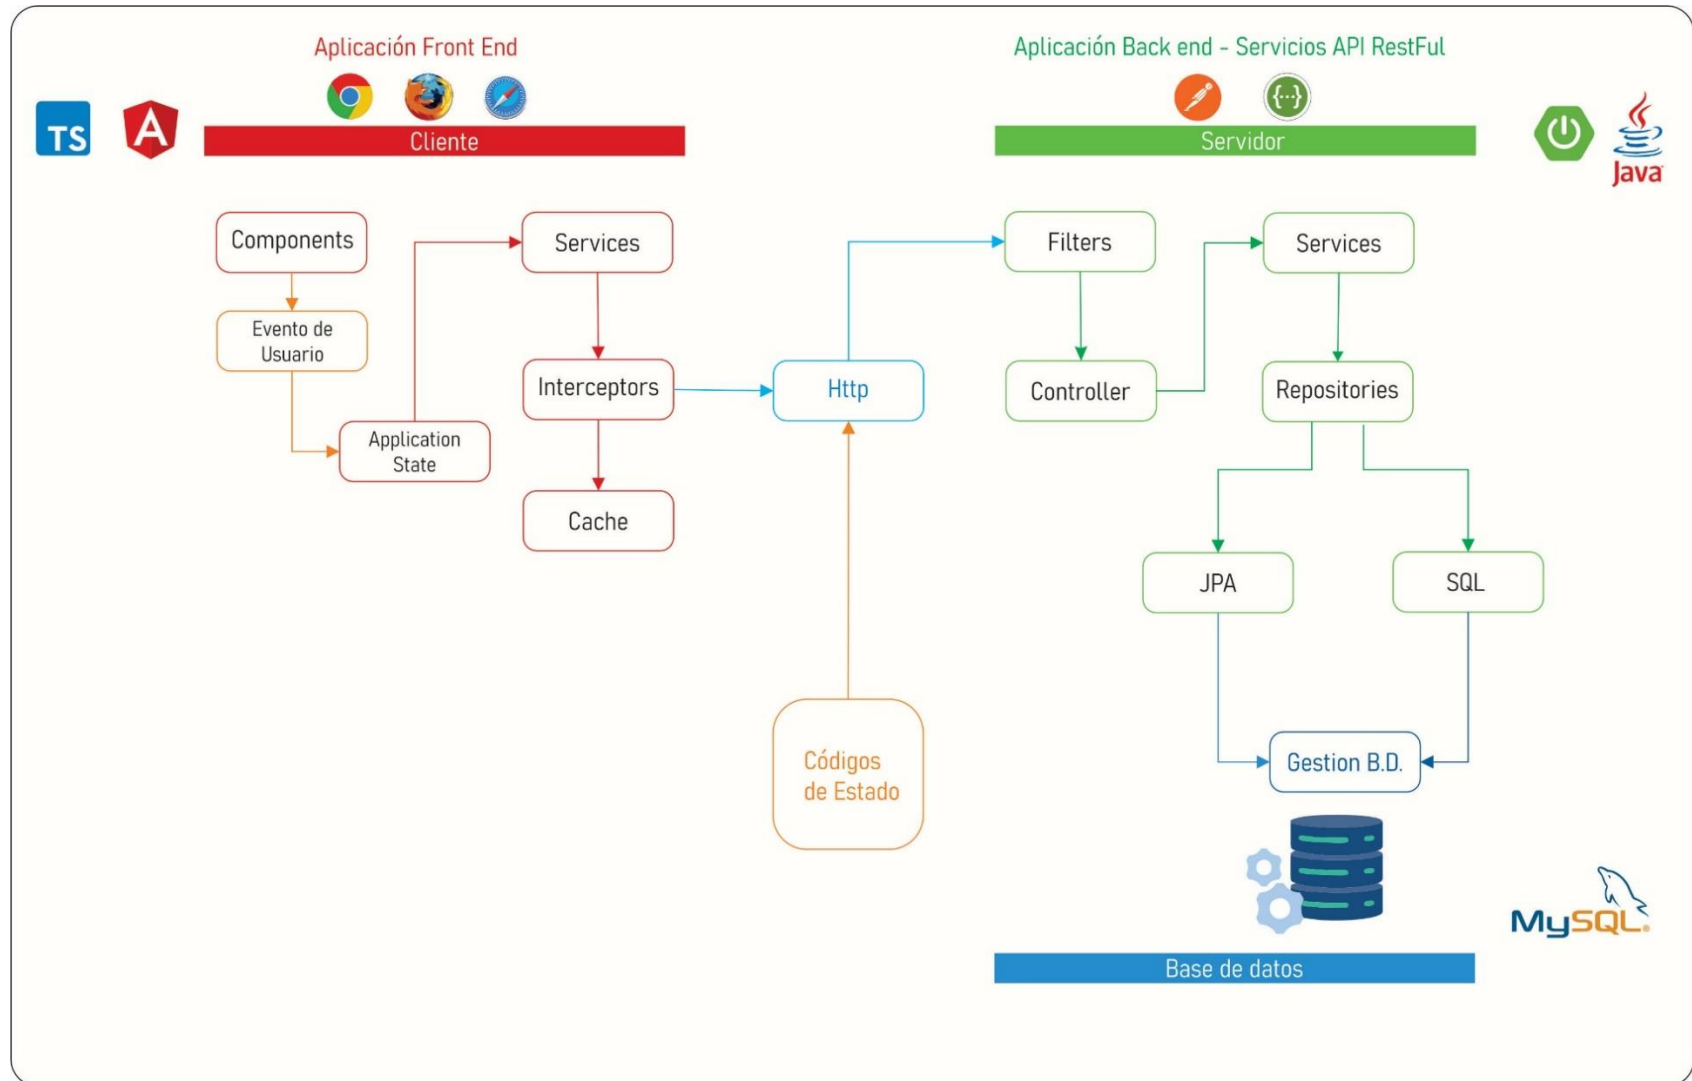 Aplicación Front End
Aplicación Back end - Servicios API RestFul
TS
A
Cliente
{···}
Servidor
Java
Components
Services
Filters
Services
Evento de
Usuario
Interceptors
Http
Controller
Repositories
Application
State
Cache
JPA
SQL
Códigos
de Estado
Gestion B.D.
MySQL®
Base de datos